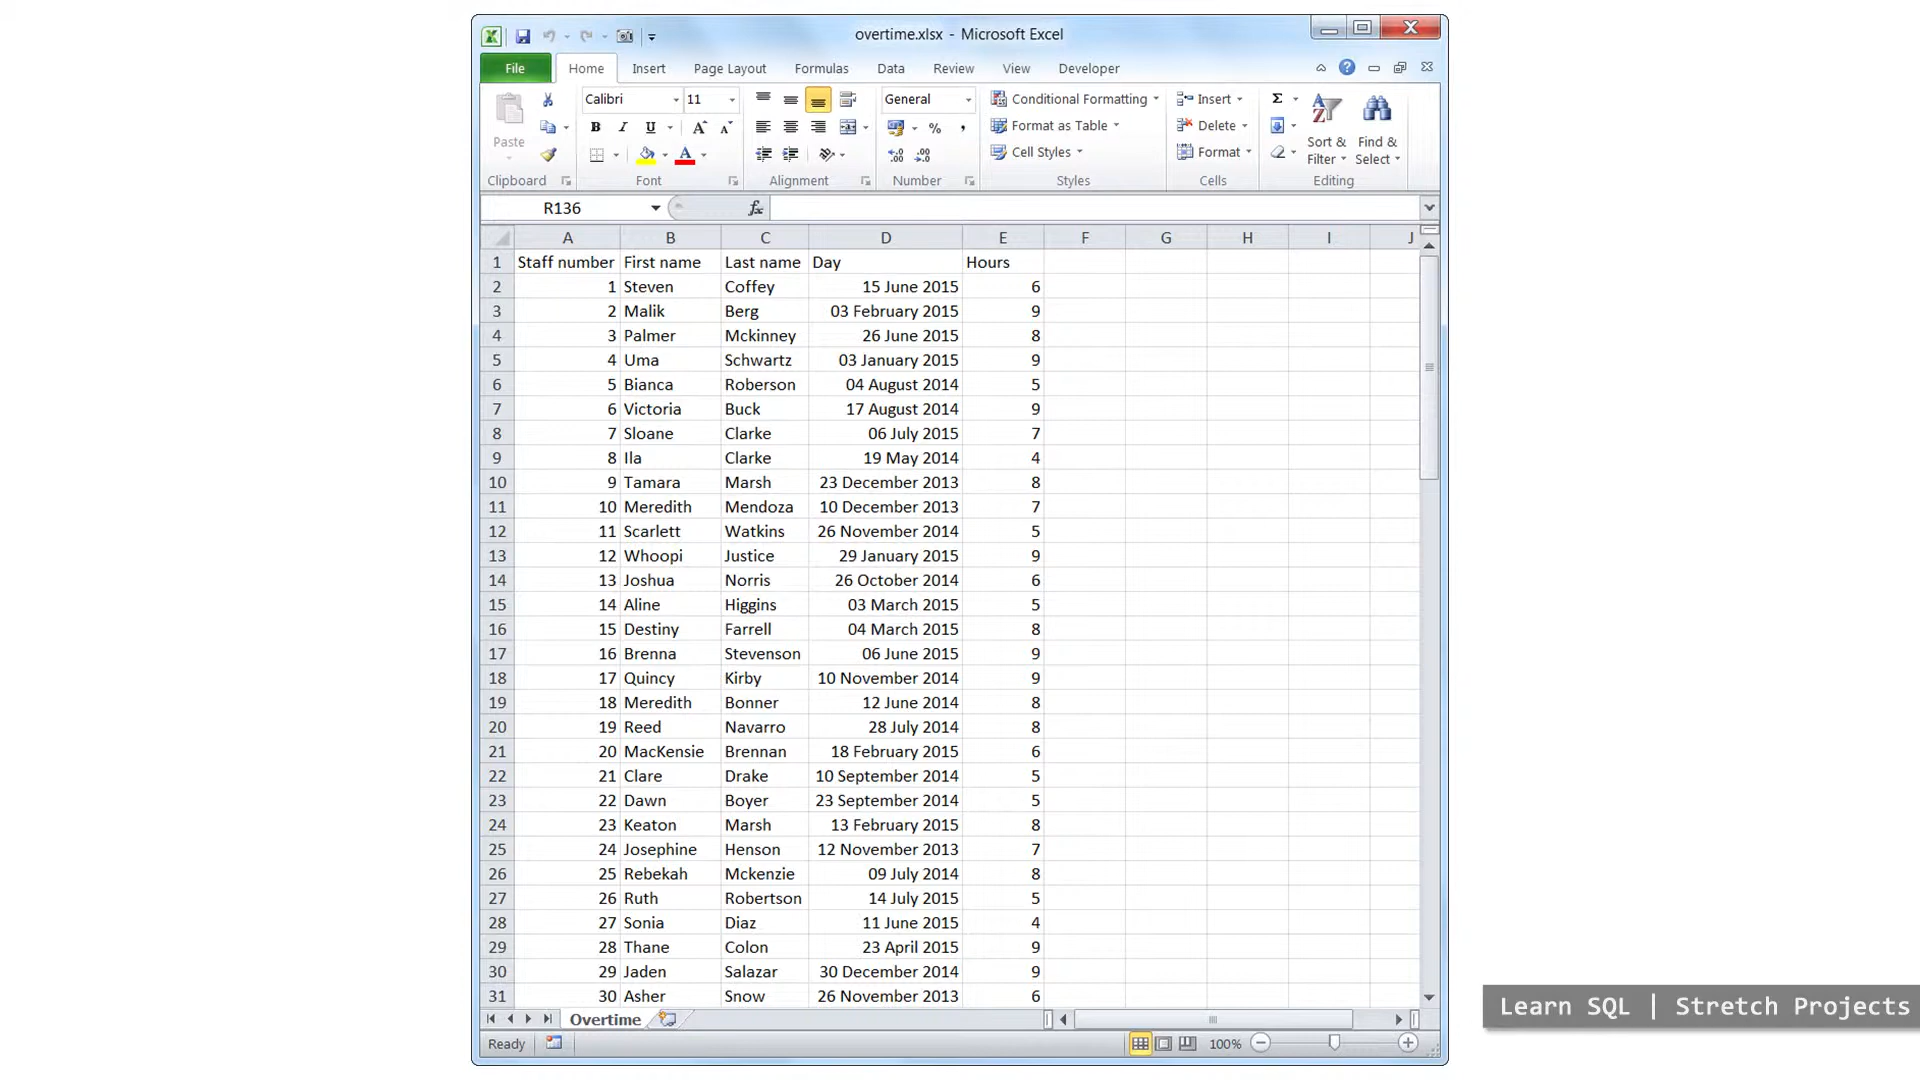 overtime.xlsx - Microsoft Excel
File Home Insert Page Layout Formulas Data Review View Developer
Calibri 11 General Conditional Formatting Insert
Format as Table Delete
Paste Cell Styles Format Sort & Filter Find & Select
Clipboard Font Alignment Number Styles Cells Editing
R136 fx
A B C D E F G H I J
1 Staff number First name Last name Day Hours
2 1 Steven Coffey 15 June 2015 6
3 2 Malik Berg 03 February 2015 9
4 3 Palmer Mckinney 26 June 2015 8
5 4 Uma Schwartz 03 January 2015 9
6 5 Bianca Roberson 04 August 2014 5
7 6 Victoria Buck 17 August 2014 9
8 7 Sloane Clarke 06 July 2015 7
9 8 Ila Clarke 19 May 2014 4
10 9 Tamara Marsh 23 December 2013 8
11 10 Meredith Mendoza 10 December 2013 7
12 11 Scarlett Watkins 26 November 2014 5
13 12 Whoopi Justice 29 January 2015 9
14 13 Joshua Norris 26 October 2014 6
15 14 Aline Higgins 03 March 2015 5
16 15 Destiny Farrell 04 March 2015 8
17 16 Brenna Stevenson 06 June 2015 9
18 17 Quincy Kirby 10 November 2014 9
19 18 Meredith Bonner 12 June 2014 8
20 19 Reed Navarro 28 July 2014 8
21 20 MacKensie Brennan 18 February 2015 6
22 21 Clare Drake 10 September 2014 5
23 22 Dawn Boyer 23 September 2014 5
24 23 Keaton Marsh 13 February 2015 8
25 24 Josephine Henson 12 November 2013 7
26 25 Rebekah Mckenzie 09 July 2014 8
27 26 Ruth Robertson 14 July 2015 5
28 27 Sonia Diaz 11 June 2015 4
29 28 Thane Colon 23 April 2015 9
30 29 Jaden Salazar 30 December 2014 9
31 30 Asher Snow 26 November 2013 6
Overtime
Ready 100%
Learn SQL | Stretch Projects